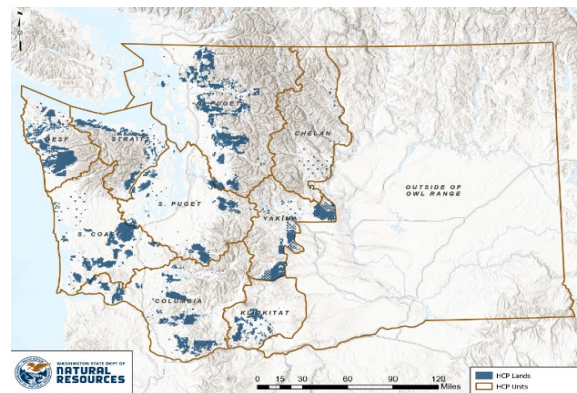 N. PUGET
OESF
STRAITS
CHELAN
OUTSIDE OF
OWL RANGE
S. PUGET
YAKIMA
S. COAST
COLUMBIA
KLICKITAT
WASHINGTON STATE DEPT OF
NATURAL
RESOURCES
0 15 30 60 90 120
Miles
HCP Lands
HCP Units